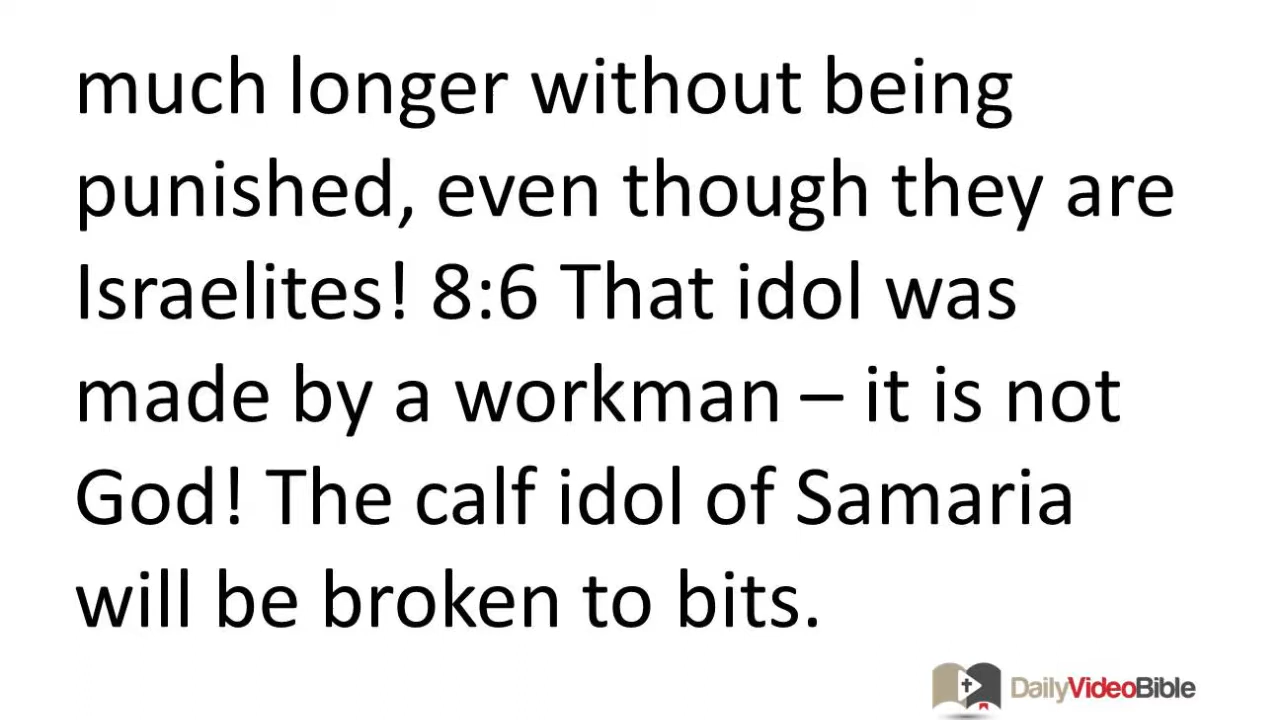 much longer without being
punished, even though they are
Israelites! 8:6 That idol was
made by a workman – it is not
God! The calf idol of Samaria
will be broken to bits.
DailyVideoBible